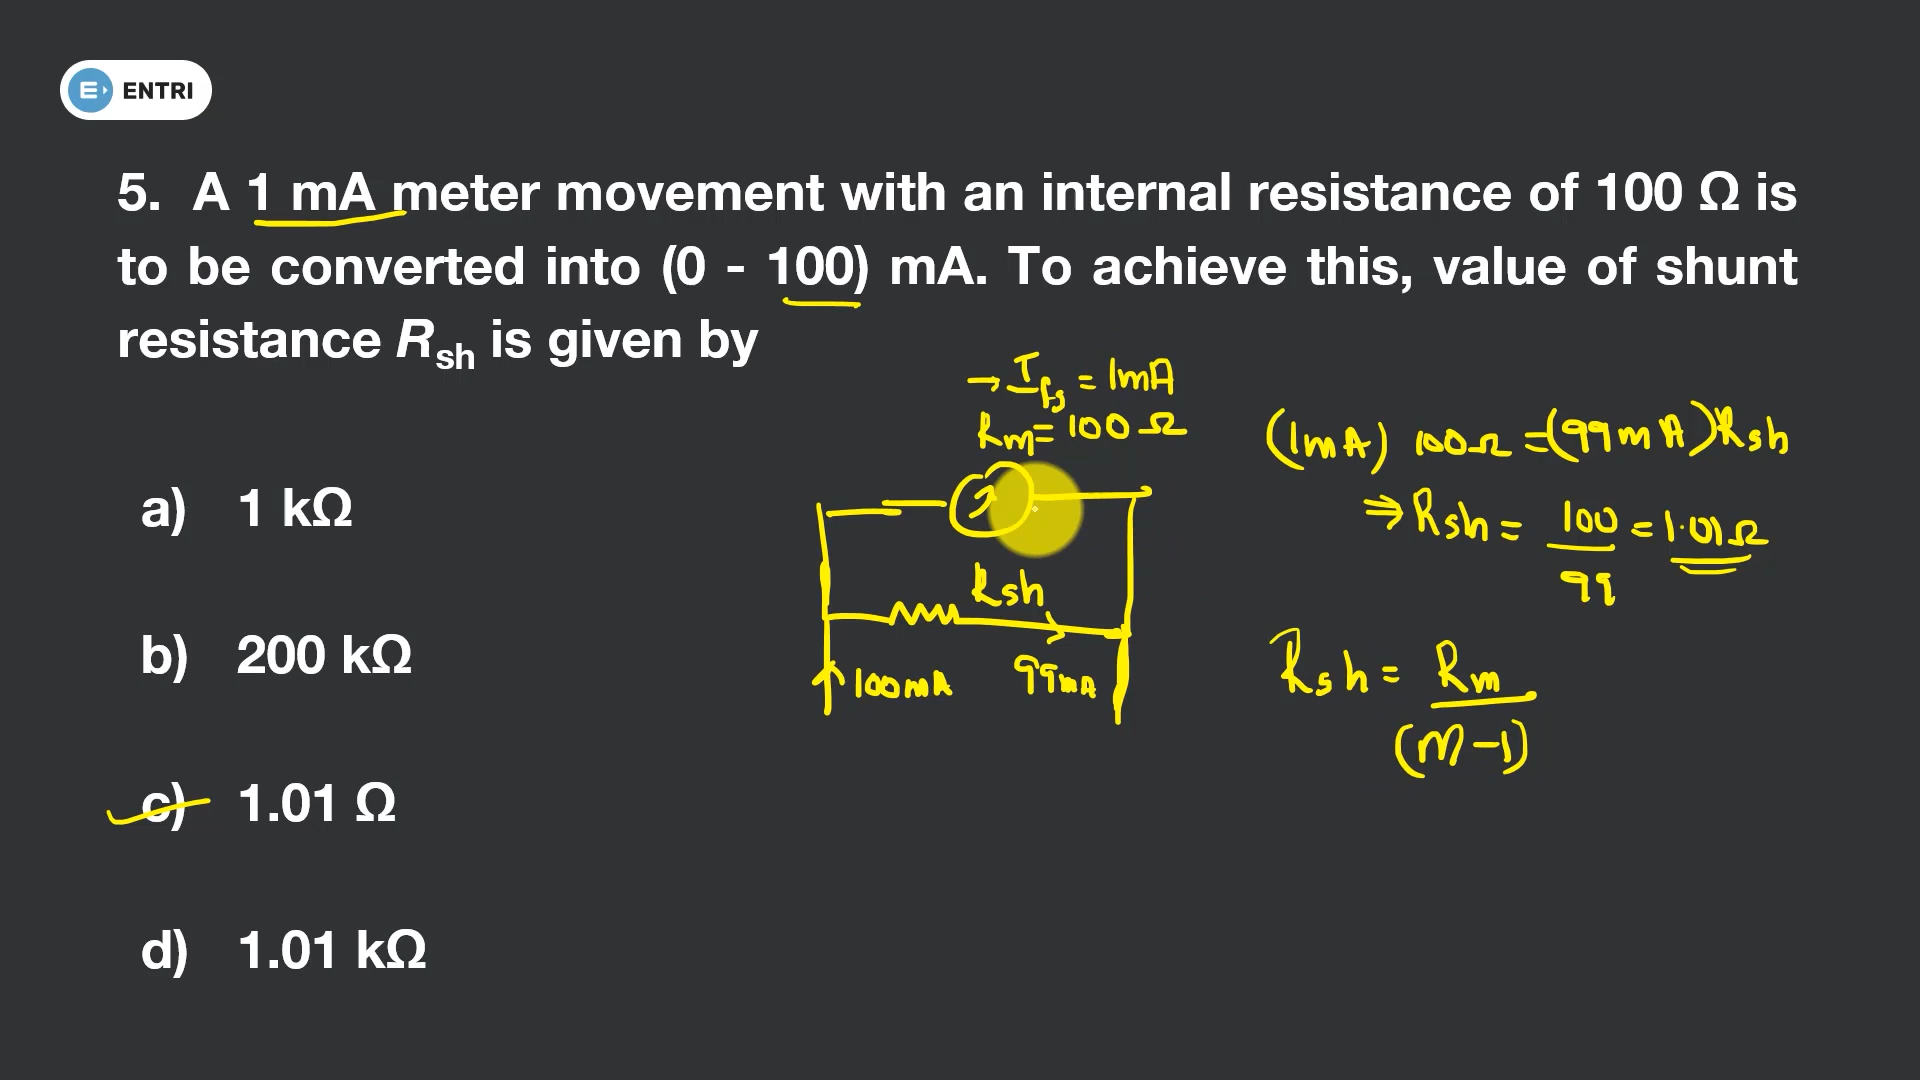 ENTRI
5. A 1 mA meter movement with an internal resistance of 100 Ω is
to be converted into (0 - 100) mA. To achieve this, value of shunt
resistance Rsh is given by
a) 1 kΩ
b) 200 kΩ
c) 1.01 Ω
d) 1.01 kΩ
→ Ifs = 1mA
Rm = 100 Ω
Rsh
100mA
99mA
(1mA) 100Ω = (99mA)Rsh
⇒ Rsh = 100/99 = 1.01Ω
Rsh = Rm/(m-1)